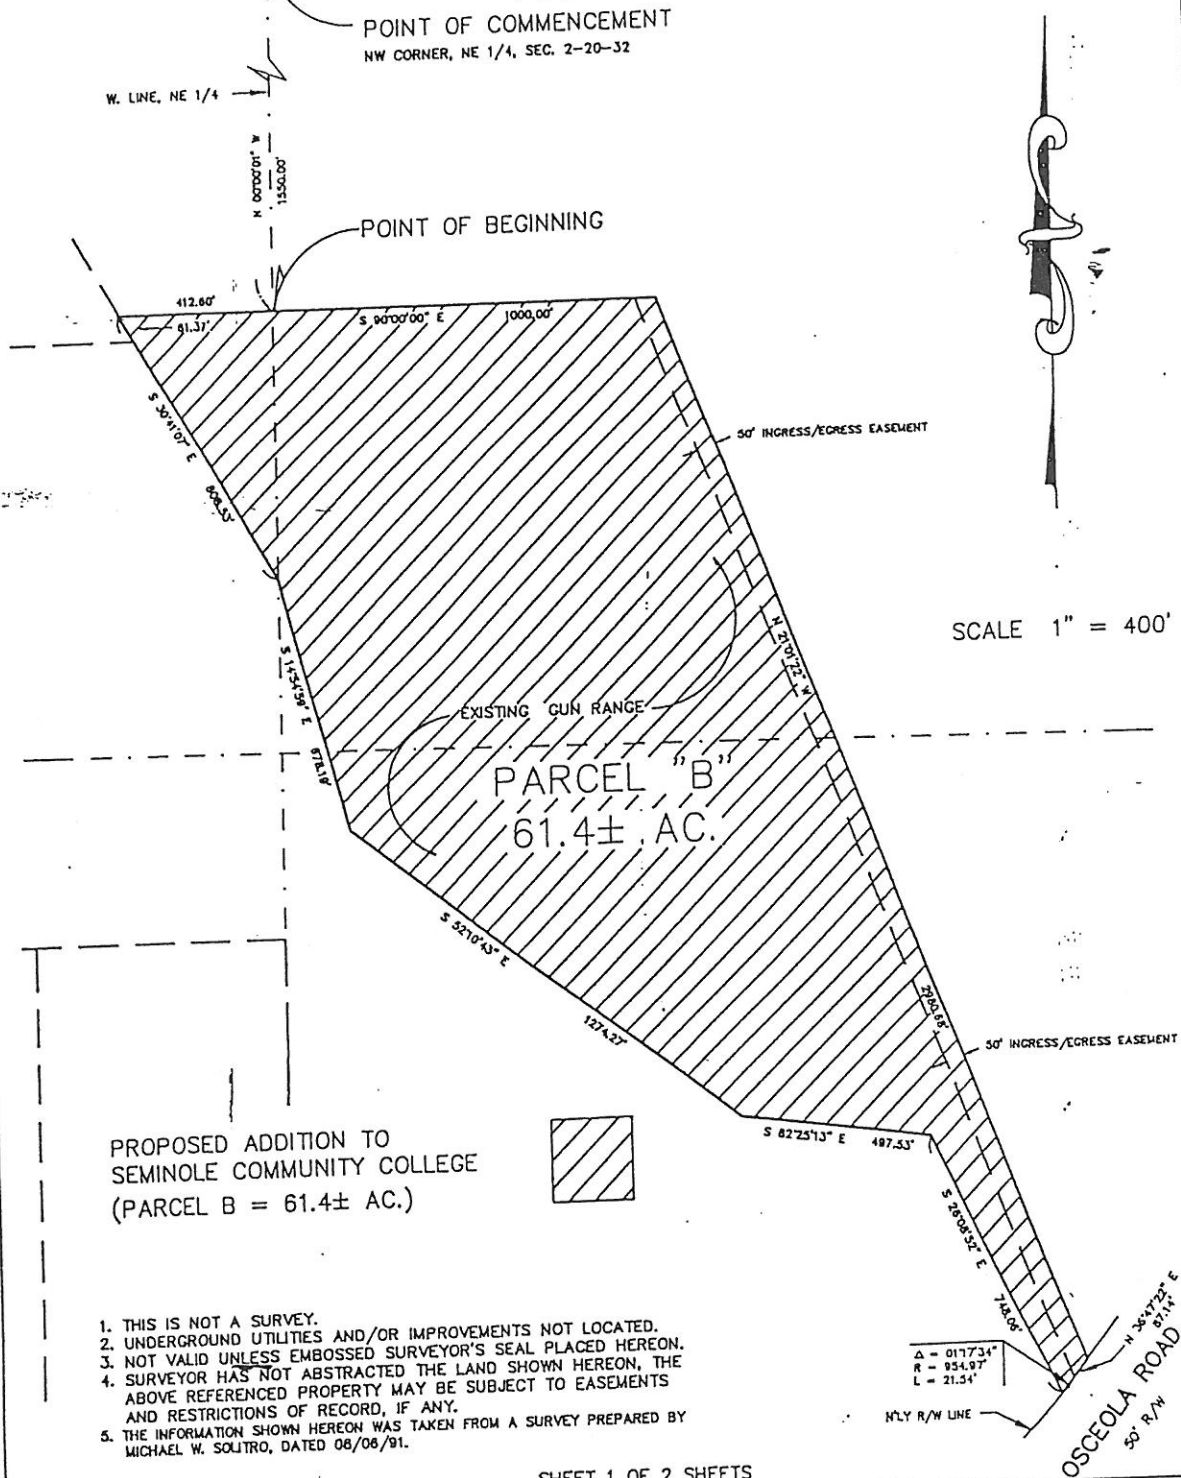 POINT OF COMMENCEMENT
NW CORNER, NE 1/4, SEC. 2-20-32
W. LINE, NE 1/4
N 00°00'01" W
1550.00'
POINT OF BEGINNING
412.60'
61.37'
S 90°00'00" E
1000.00'
S 30°41'07" E
50' INGRESS/EGRESS EASEMENT
SCALE 1" = 400'
N 21°01'22" W
S 14°54'59" E
678.19'
EXISTING GUN RANGE
PARCEL "B"
61.4± AC.
S 52°10'43" E
1274.27'
2980.68'
50' INGRESS/EGRESS EASEMENT
S 82°25'13" E
497.53'
PROPOSED ADDITION TO
SEMINOLE COMMUNITY COLLEGE
(PARCEL B = 61.4± AC.)
S 26°08'52" E
748.06'
N 36°47'22" E
87.14'
Δ = 01°17'34"
R = 954.97'
L = 21.54'
N'LY R/W LINE
OSCEOLA ROAD
50' R/W
1. THIS IS NOT A SURVEY.
2. UNDERGROUND UTILITIES AND/OR IMPROVEMENTS NOT LOCATED.
3. NOT VALID UNLESS EMBOSSED SURVEYOR'S SEAL PLACED HEREON.
4. SURVEYOR HAS NOT ABSTRACTED THE LAND SHOWN HEREON, THE
ABOVE REFERENCED PROPERTY MAY BE SUBJECT TO EASEMENTS
AND RESTRICTIONS OF RECORD, IF ANY.
5. THE INFORMATION SHOWN HEREON WAS TAKEN FROM A SURVEY PREPARED BY
MICHAEL W. SOLITRO, DATED 08/06/91.
SHEET 1 OF 2 SHEETS